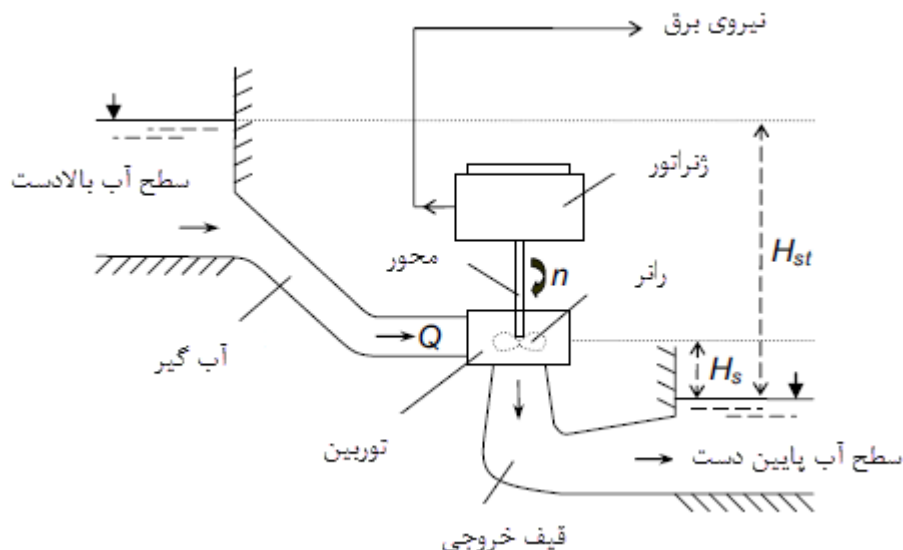 نیروی برق
ژنراتور
سطح آب بالادست
H_st
محور
n
رانر
Q
آب گیر
H_s
توربین
سطح آب پایین دست
قیف خروجی